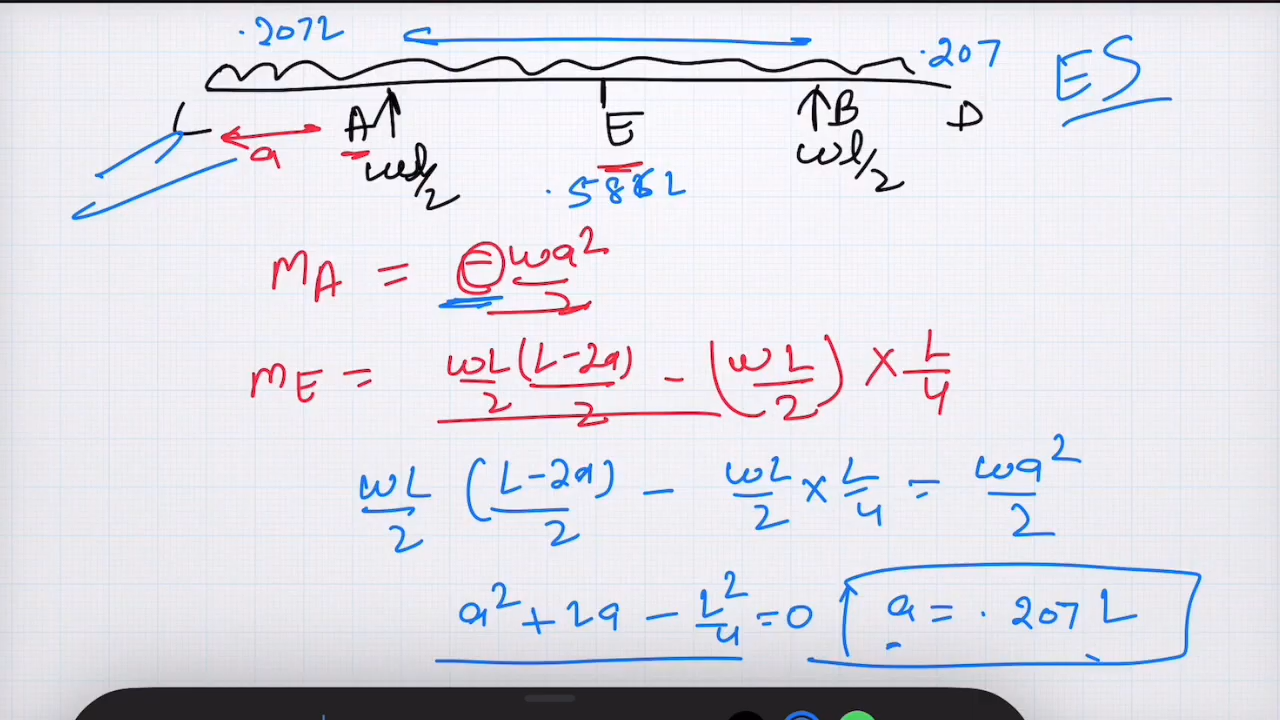 .207L .207 ES
C a A E B D
wl/2 wl/2
.5862L
MA = - wa²/2
ME = wL/2 (L-2a)/2 - (wL/2) × L/4
wL/2 (L-2a)/2 - wL/2 × L/4 = wa²/2
a² + La - L²/4 = 0 a = .207 L